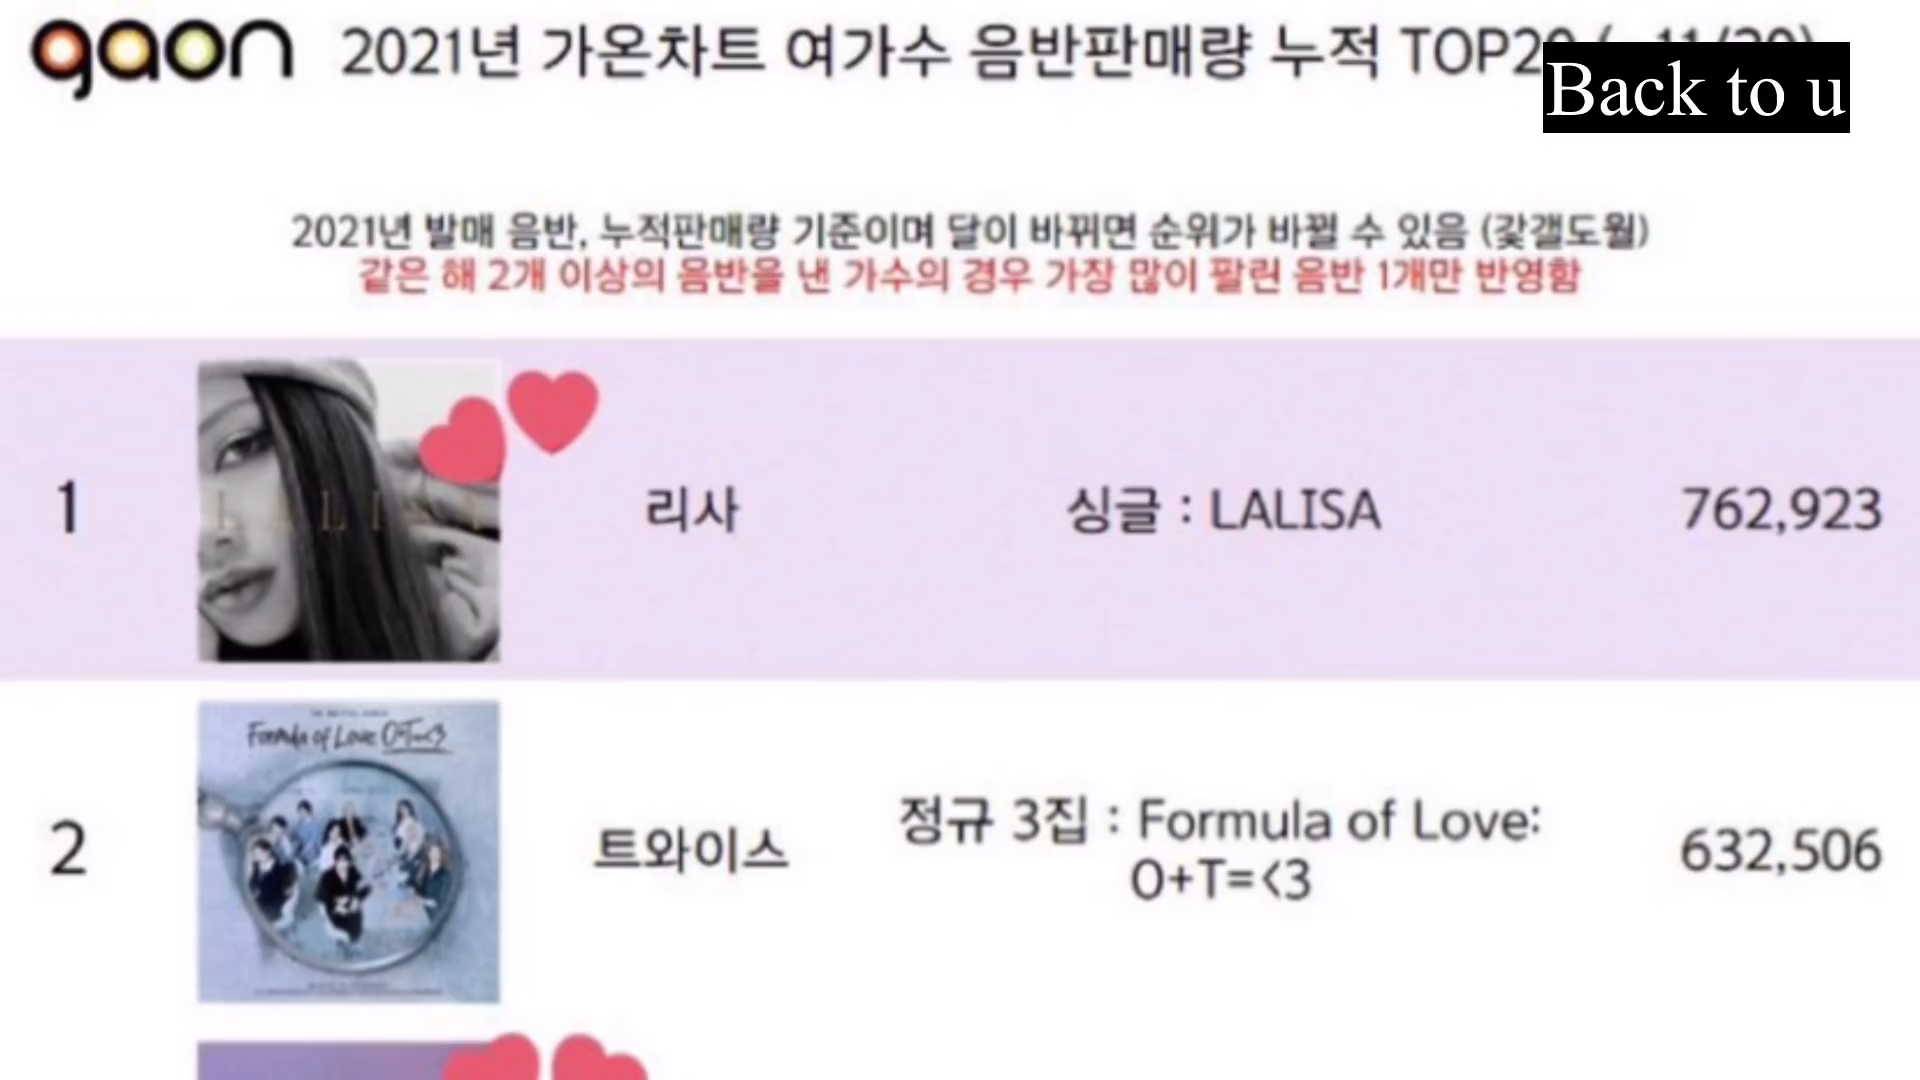 gaon 2021년 가온차트 여가수 음반판매량 누적
Back to u
2021년 발매 음반, 누적판매량 기준이며 달이 바뀌면 순위가 바뀔 수 있음 (갖갤도월)
같은 해 2개 이상의 음반을 낸 가수의 경우 가장 많이 팔린 음반 1개만 반영함
1 LALISA 리사 싱글 : LALISA 762,923
Formula of Love O+T=<3
2 트와이스 정규 3집 : Formula of Love: O+T=<3 632,506